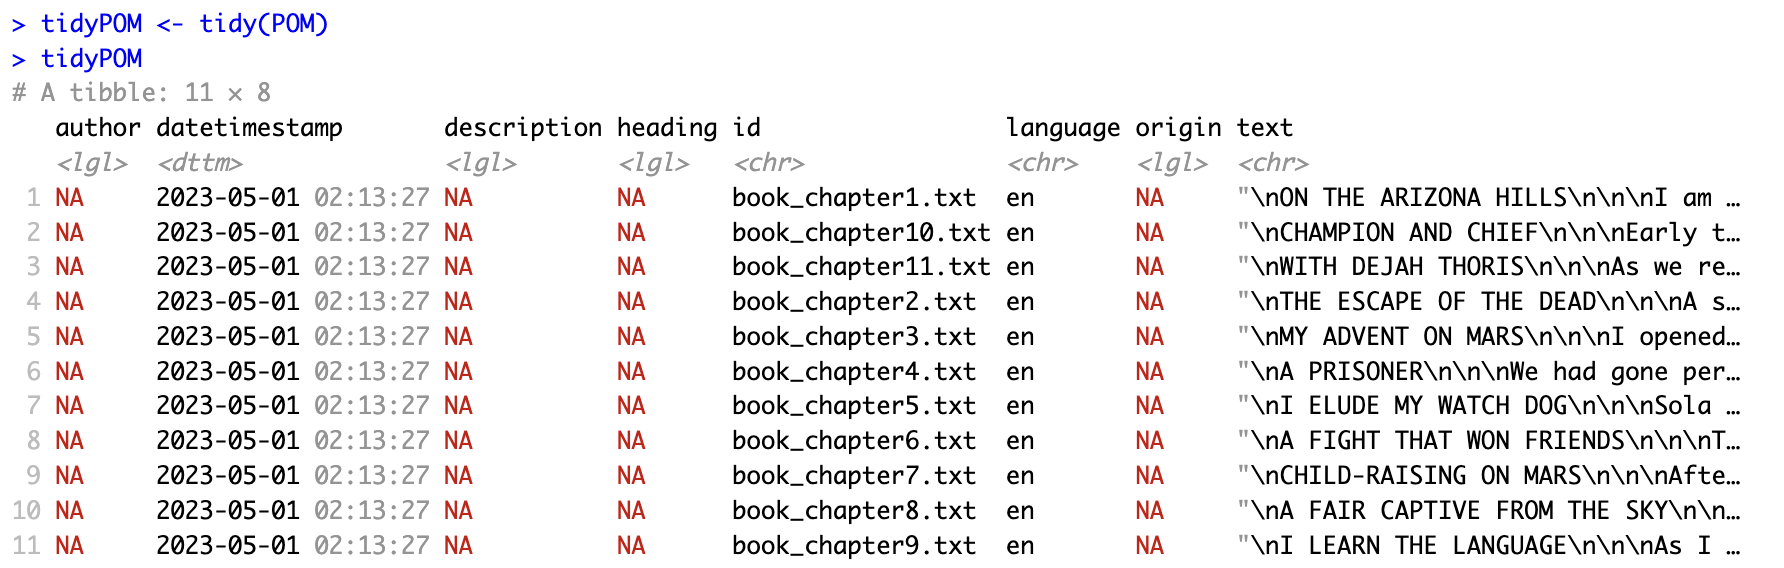 > tidyPOM <- tidy(POM)
> tidyPOM
# A tibble: 11 × 8
author datetimestamp description heading id language origin text
<lgl> <dttm> <lgl> <lgl> <chr> <chr> <lgl> <chr>
1 NA 2023-05-01 02:13:27 NA NA book_chapter1.txt en NA "\nON THE ARIZONA HILLS\n\n\nI am …
2 NA 2023-05-01 02:13:27 NA NA book_chapter10.txt en NA "\nCHAMPION AND CHIEF\n\n\nEarly t…
3 NA 2023-05-01 02:13:27 NA NA book_chapter11.txt en NA "\nWITH DEJAH THORIS\n\n\nAs we re…
4 NA 2023-05-01 02:13:27 NA NA book_chapter2.txt en NA "\nTHE ESCAPE OF THE DEAD\n\n\nA s…
5 NA 2023-05-01 02:13:27 NA NA book_chapter3.txt en NA "\nMY ADVENT ON MARS\n\n\nI opened…
6 NA 2023-05-01 02:13:27 NA NA book_chapter4.txt en NA "\nA PRISONER\n\n\nWe had gone per…
7 NA 2023-05-01 02:13:27 NA NA book_chapter5.txt en NA "\nI ELUDE MY WATCH DOG\n\n\nSola …
8 NA 2023-05-01 02:13:27 NA NA book_chapter6.txt en NA "\nA FIGHT THAT WON FRIENDS\n\n\nT…
9 NA 2023-05-01 02:13:27 NA NA book_chapter7.txt en NA "\nCHILD-RAISING ON MARS\n\n\nAfte…
10 NA 2023-05-01 02:13:27 NA NA book_chapter8.txt en NA "\nA FAIR CAPTIVE FROM THE SKY\n\n…
11 NA 2023-05-01 02:13:27 NA NA book_chapter9.txt en NA "\nI LEARN THE LANGUAGE\n\n\nAs I …